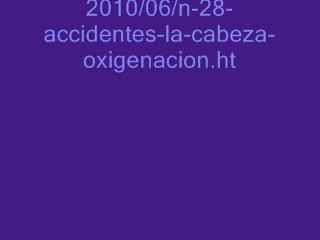 2010/06/n-28-
accidentes-la-cabeza-
oxigenacion.ht